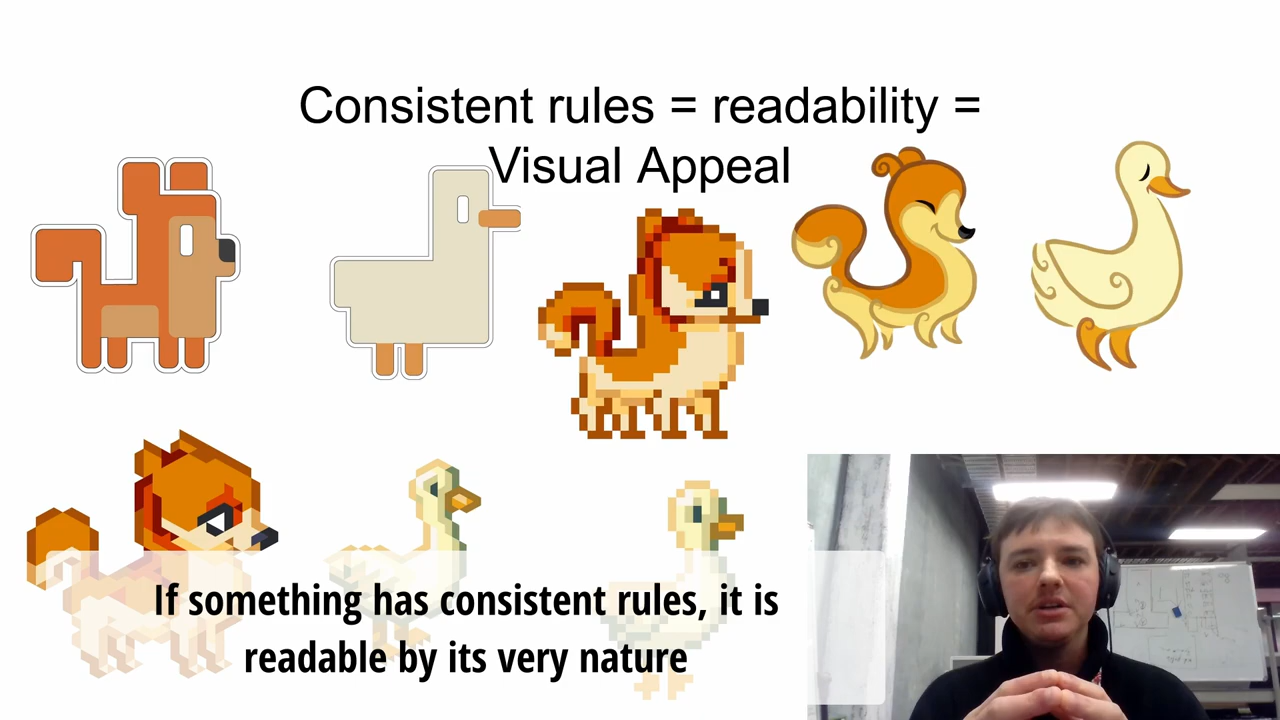 Consistent rules = readability =
Visual Appeal
If something has consistent rules, it is
readable by its very nature